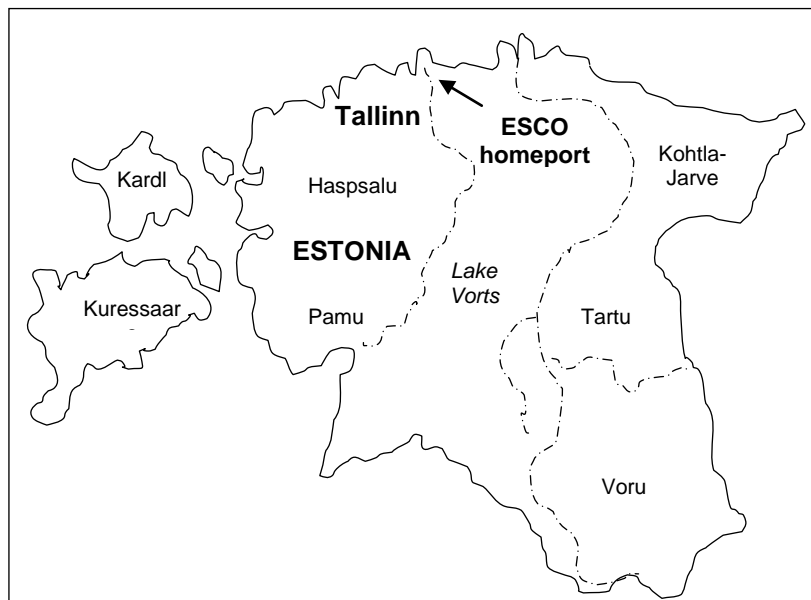 Tallinn
ESCO
homeport
Kohtla-
Jarve
Kardl
Haspsalu
ESTONIA
Lake
Vorts
Kuressaar
Pamu
Tartu
Voru